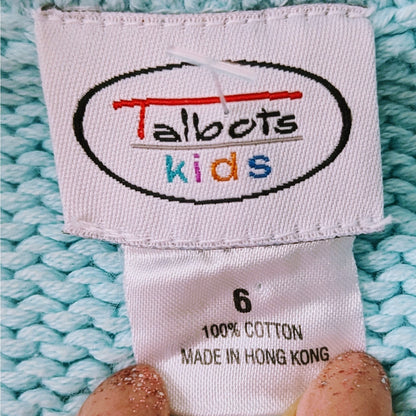 Talbots
kids
6
100% COTTON
MADE IN HONG KONG